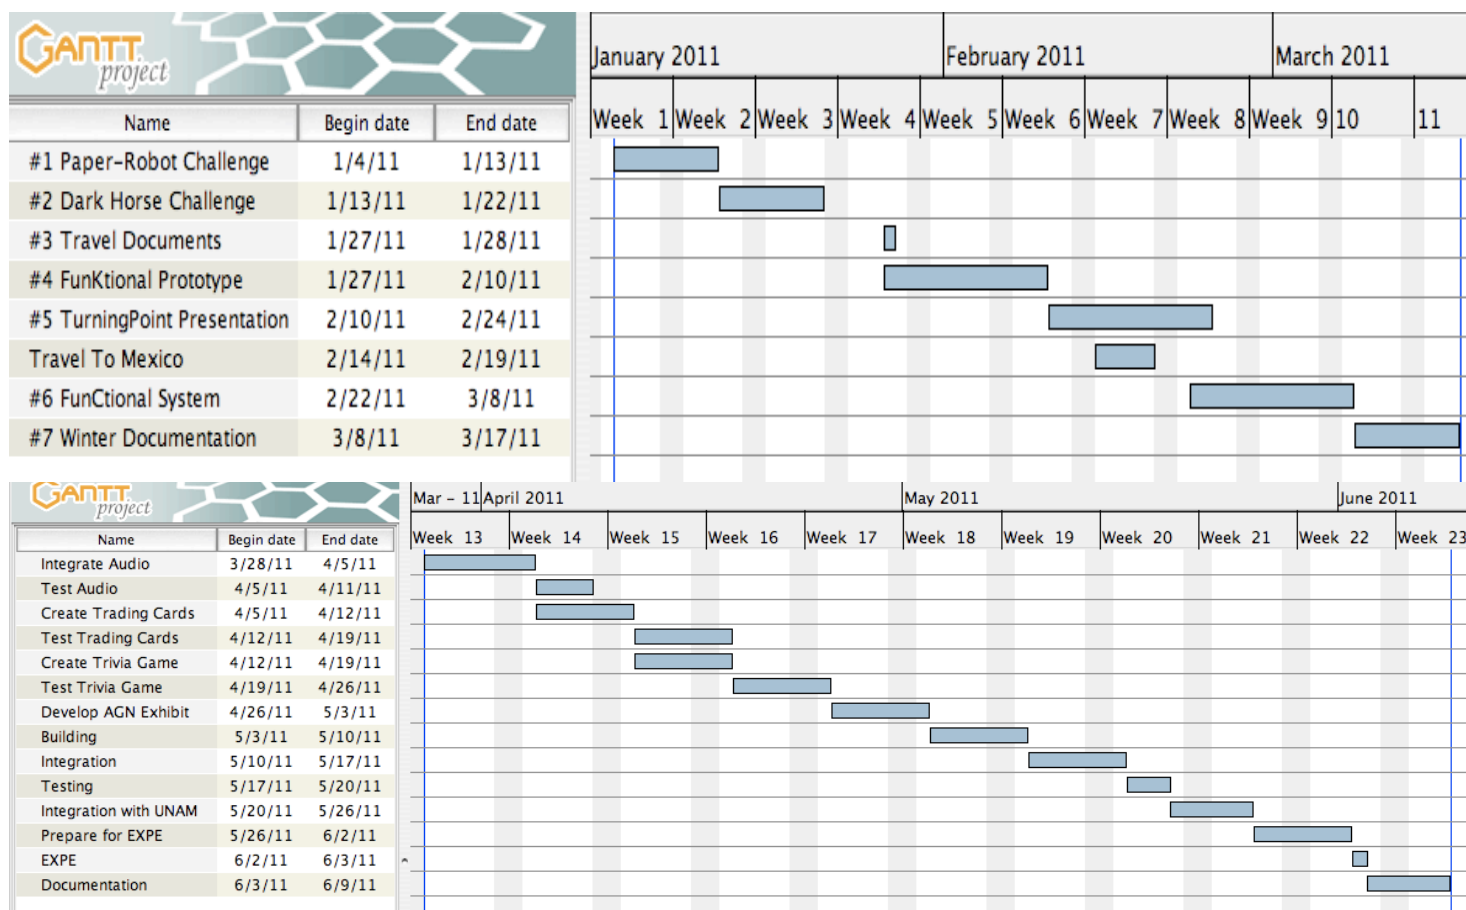 GANTT
project
January 2011 February 2011 March 2011
Week 1 Week 2 Week 3 Week 4 Week 5 Week 6 Week 7 Week 8 Week 9 10 11
Name Begin date End date
#1 Paper-Robot Challenge 1/4/11 1/13/11
#2 Dark Horse Challenge 1/13/11 1/22/11
#3 Travel Documents 1/27/11 1/28/11
#4 FunKtional Prototype 1/27/11 2/10/11
#5 TurningPoint Presentation 2/10/11 2/24/11
Travel To Mexico 2/14/11 2/19/11
#6 FunCtional System 2/22/11 3/8/11
#7 Winter Documentation 3/8/11 3/17/11
GANTT
project
Mar - 11 April 2011 May 2011 June 2011
Week 13 Week 14 Week 15 Week 16 Week 17 Week 18 Week 19 Week 20 Week 21 Week 22 Week 23
Name Begin date End date
Integrate Audio 3/28/11 4/5/11
Test Audio 4/5/11 4/11/11
Create Trading Cards 4/5/11 4/12/11
Test Trading Cards 4/12/11 4/19/11
Create Trivia Game 4/12/11 4/19/11
Test Trivia Game 4/19/11 4/26/11
Develop AGN Exhibit 4/26/11 5/3/11
Building 5/3/11 5/10/11
Integration 5/10/11 5/17/11
Testing 5/17/11 5/20/11
Integration with UNAM 5/20/11 5/26/11
Prepare for EXPE 5/26/11 6/2/11
EXPE 6/2/11 6/3/11
Documentation 6/3/11 6/9/11